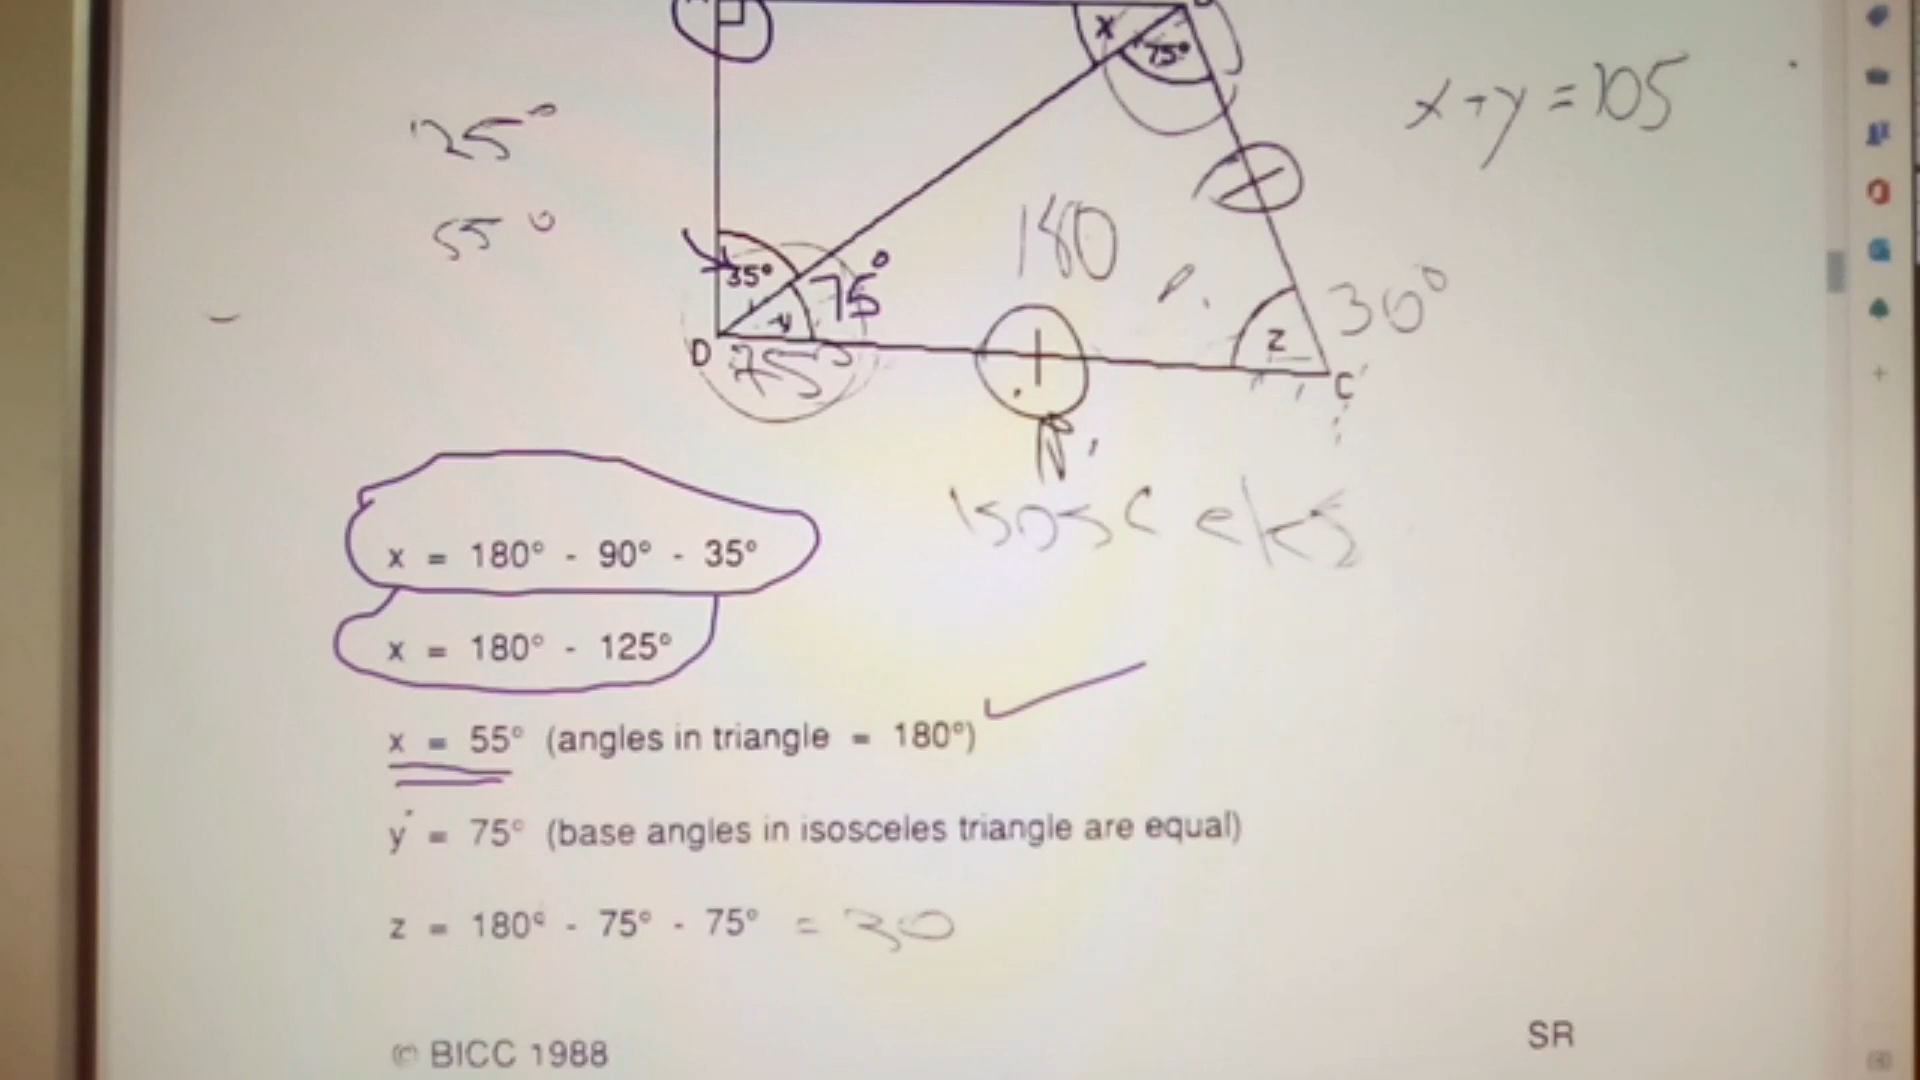 x 75°
x + y = 105
125°
55°
180
35° 75°
y
30°
z
D 75°
C
isosceles
x = 180° - 90° - 35°
x = 180° - 125°
x = 55° (angles in triangle = 180°)
y = 75° (base angles in isosceles triangle are equal)
z = 180° - 75° - 75° = 30
SR
© BICC 1988